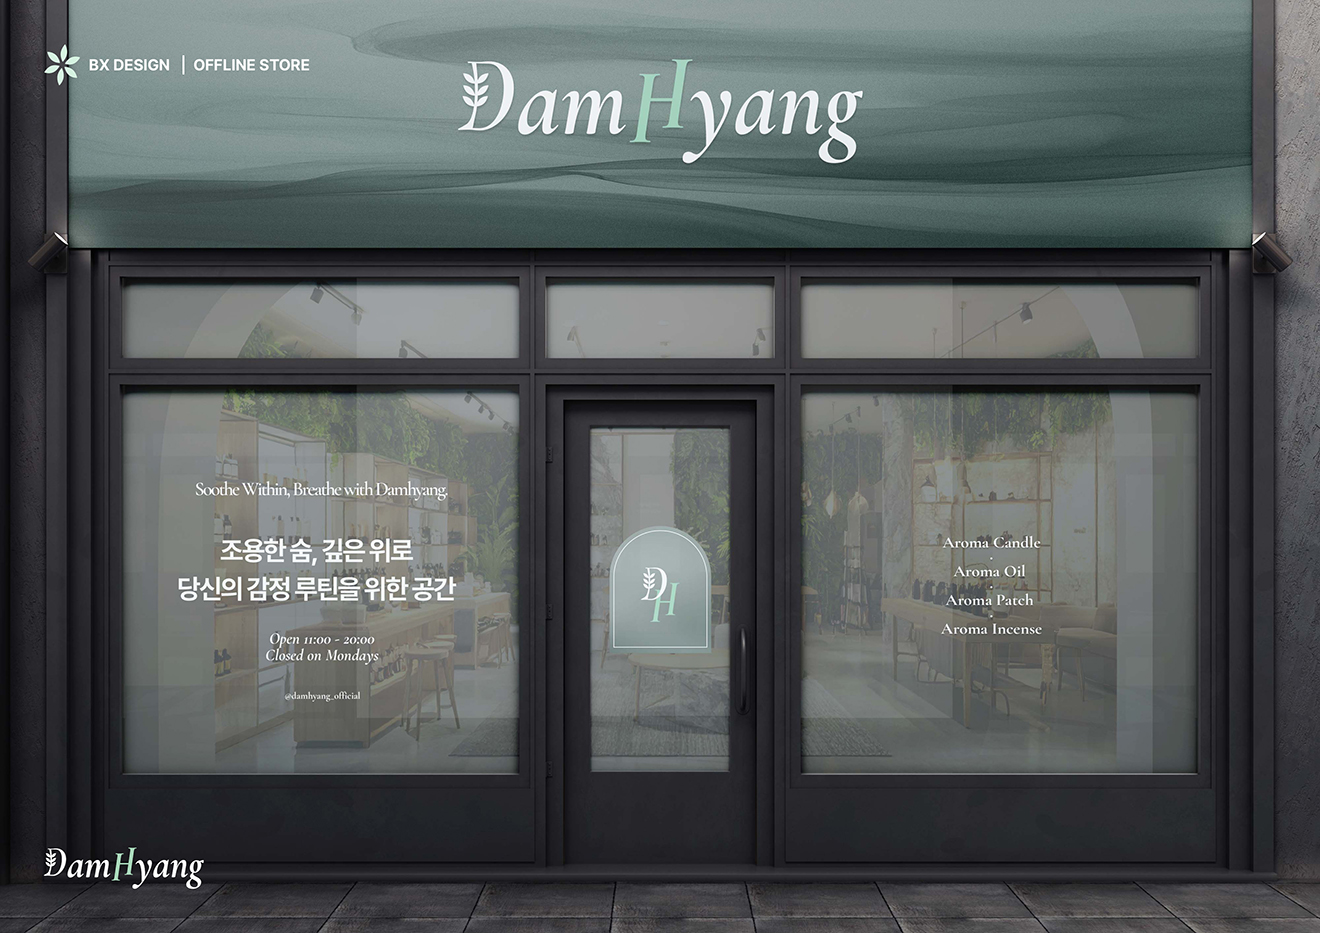 BX DESIGN | OFFLINE STORE
DamHyang
Soothe Within, Breathe with Damhyang.
조용한 숨, 깊은 위로
당신의 감정 루틴을 위한 공간
Open 11:00 - 20:00
Closed on Mondays
@damhyang_official
DH
Aroma Candle
·
Aroma Oil
·
Aroma Patch
·
Aroma Incense
DamHyang